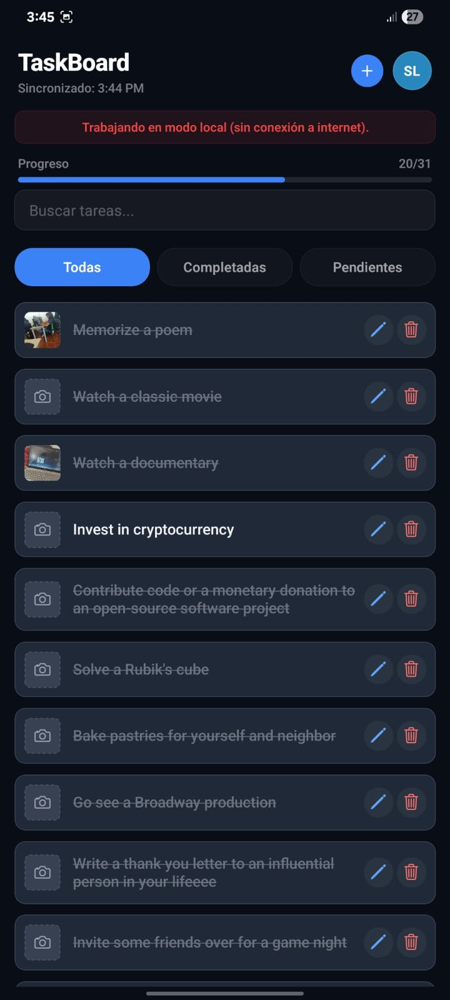 3:45
27
TaskBoard
SL
Sincronizado: 3:44 PM
Trabajando en modo local (sin conexión a internet).
Progreso
20/31
Buscar tareas...
Todas
Completadas
Pendientes
Memorize a poem
Watch a classic movie
Watch a documentary
Invest in cryptocurrency
Contribute code or a monetary donation to
an open-source software project
Solve a Rubik's cube
Bake pastries for yourself and neighbor
Go see a Broadway production
Write a thank you letter to an influential
person in your lifeeee
Invite some friends over for a game night